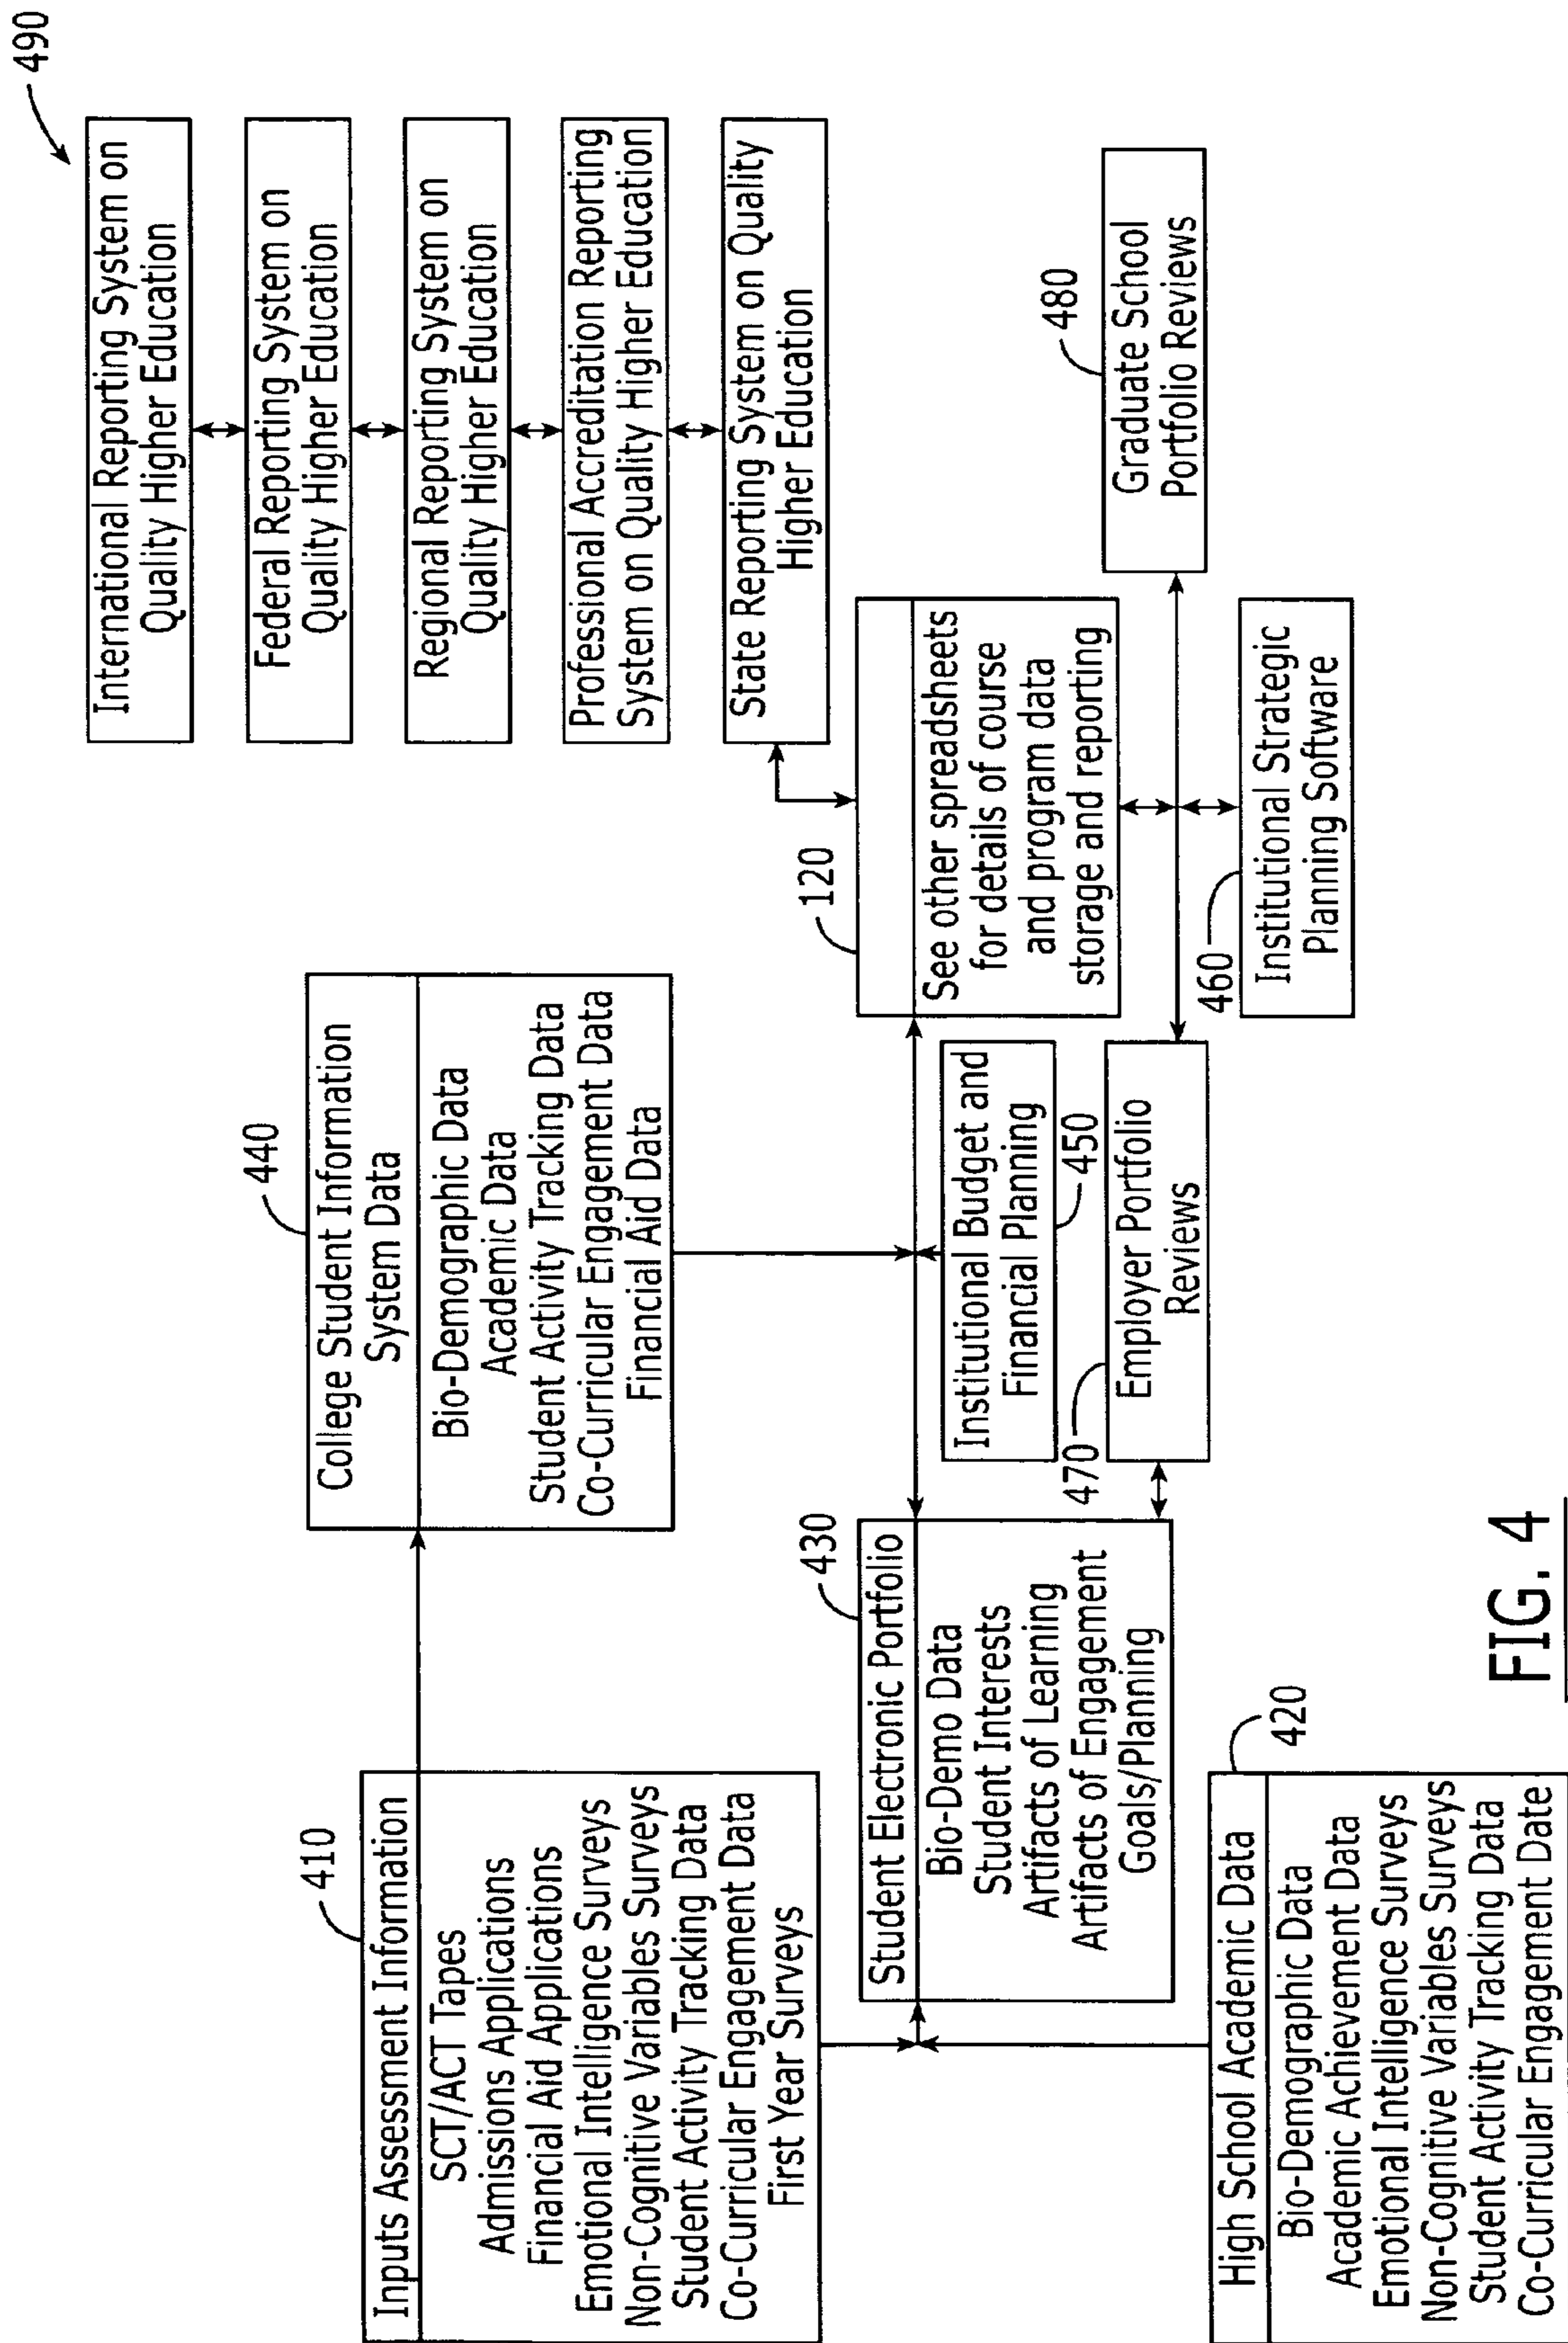 410
Inputs Assessment Information
SCT/ACT Tapes
Admissions Applications
Financial Aid Applications
Emotional Intelligence Surveys
Non-Cognitive Variables Surveys
Student Activity Tracking Data
Co-Curricular Engagement Data
First Year Surveys
440
College Student Information
System Data
Bio-Demographic Data
Academic Data
Student Activity Tracking Data
Co-Curricular Engagement Data
Financial Aid Data
490
International Reporting System on
Quality Higher Education
Federal Reporting System on
Quality Higher Education
Regional Reporting System on
Quality Higher Education
Professional Accreditation Reporting
System on Quality Higher Education
State Reporting System on Quality
Higher Education
430
Student Electronic Portfolio
Bio-Demo Data
Student Interests
Artifacts of Learning
Artifacts of Engagement
Goals/Planning
120
See other spreadsheets
for details of course
and program data
storage and reporting
Institutional Budget and
Financial Planning
450
470
Employer Portfolio
Reviews
480
Graduate School
Portfolio Reviews
460
Institutional Strategic
Planning Software
420
High School Academic Data
Bio-Demographic Data
Academic Achievement Data
Emotional Intelligence Surveys
Non-Cognitive Variables Surveys
Student Activity Tracking Data
Co-Curricular Engagement Date
FIG. 4